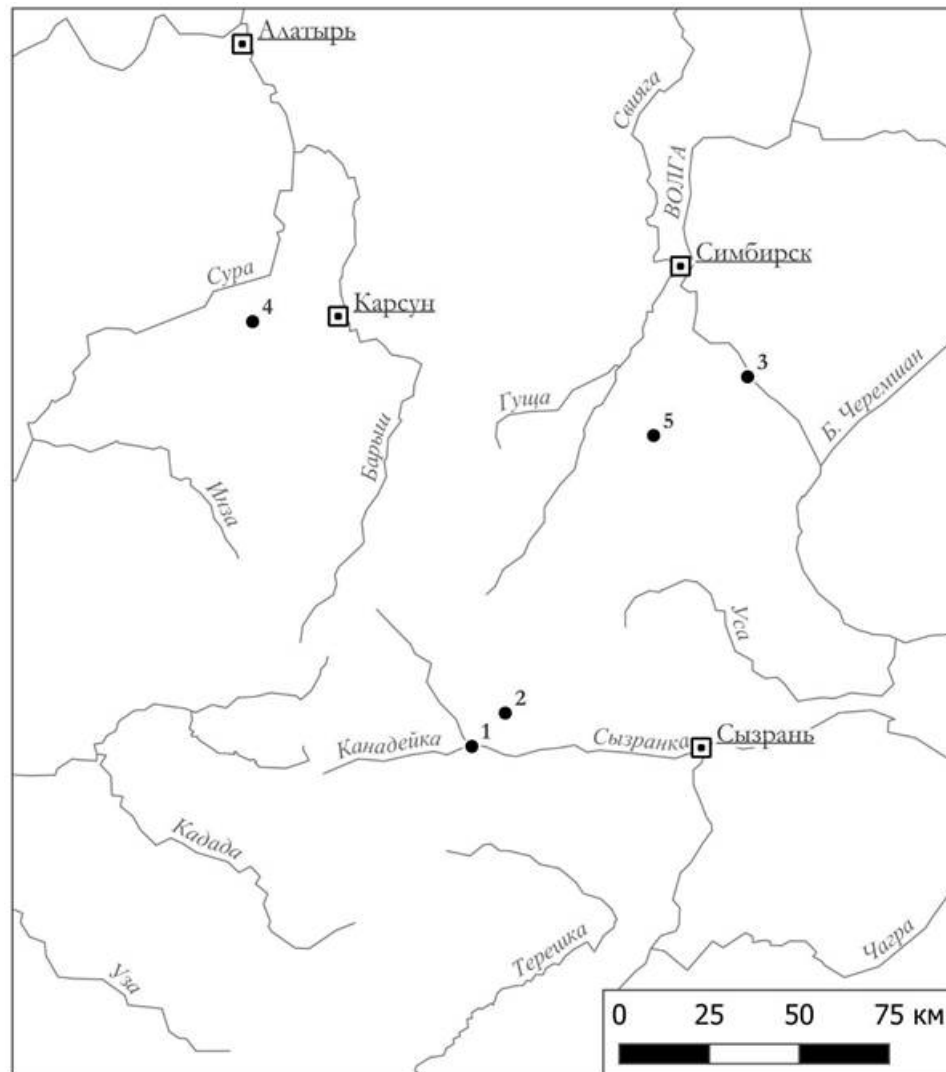 Алатырь
Свияга
ВОЛГА
Симбирск
Сура
4
Карсун
3
Гуща
5
Б. Черемшан
Барыш
Инза
Уса
2
1
Канадейка
Сызранка
Сызрань
Кадада
Терешка
Чагра
Уза
0 25 50 75 км